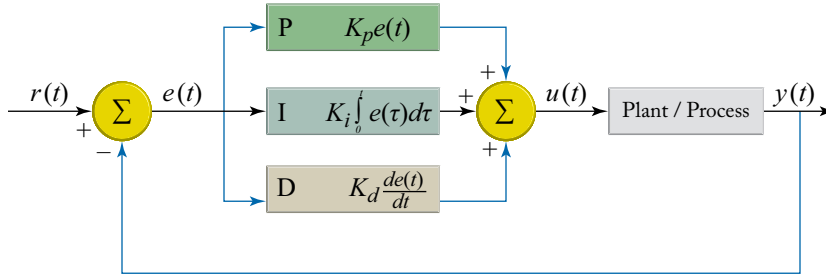 P K_p e(t)
r(t) + − Σ e(t)
I K_i ∫_0^t e(τ)dτ
+ + + Σ u(t)
Plant / Process
y(t)
D K_d de(t)/dt